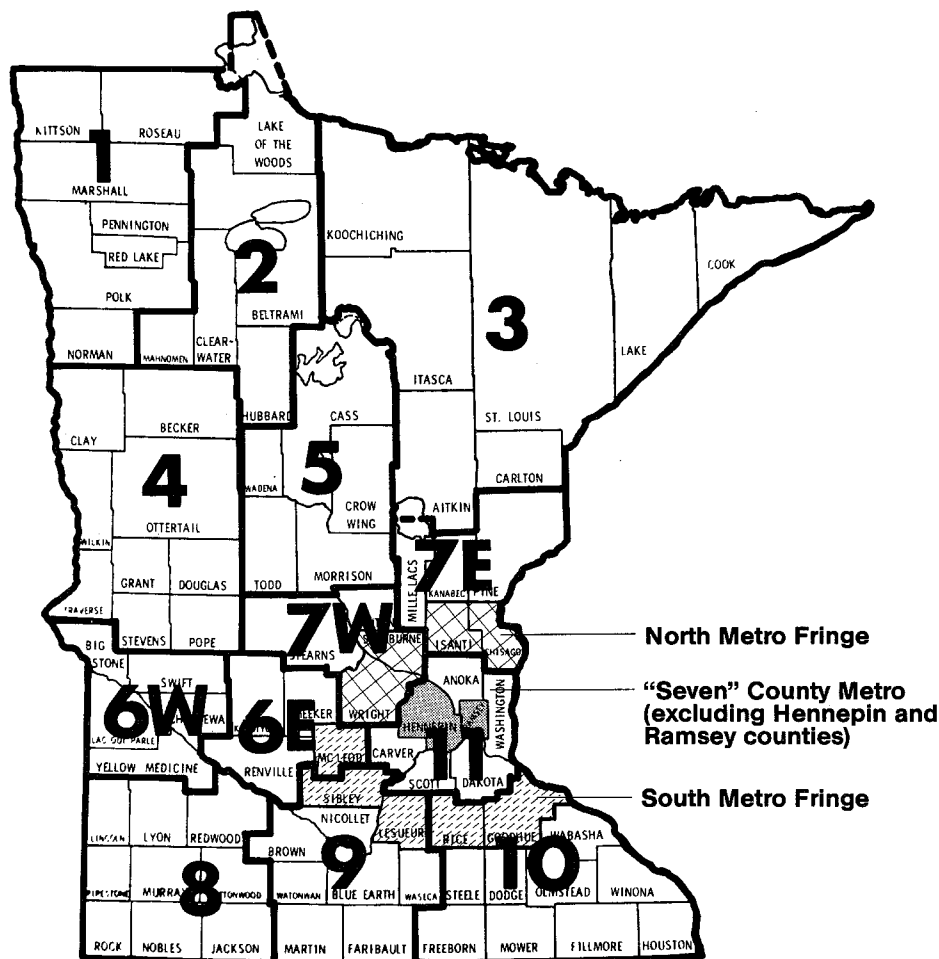 KITTSON
ROSEAU
LAKE
OF THE
WOODS
1
MARSHALL
PENNINGTON
RED LAKE
KOOCHICHING
2
COOK
POLK
BELTRAMI
3
NORMAN
MAHNOMEN
CLEAR-
WATER
LAKE
ITASCA
HUBBARD
CASS
ST. LOUIS
BECKER
CLAY
4
5
WADENA
CARLTON
CROW
WING
AITKIN
OTTERTAIL
WILKIN
7E
GRANT
DOUGLAS
TODD
MORRISON
MILLE LACS
KANABEC
PINE
TRAVERSE
7W
STEVENS
POPE
STEARNS
ISANTI
CHISAGO
North Metro Fringe
BIG
STONE
SWIFT
ANOKA
WASHINGTON
"Seven" County Metro
(excluding Hennepin and
Ramsey counties)
6W
6E
WRIGHT
HENNEPIN
LAC QUI PARLE
MCLEOD
CARVER
11
YELLOW MEDICINE
RENVILLE
SCOTT
DAKOTA
SIBLEY
South Metro Fringe
NICOLLET
LESUEUR
RICE
GOODHUE
WABASHA
LINCOLN
LYON
REDWOOD
BROWN
9
10
PIPESTONE
8
WATONWAN
BLUE EARTH
WASECA
STEELE
DODGE
OLMSTEAD
WINONA
ROCK
NOBLES
JACKSON
MARTIN
FARIBAULT
FREEBORN
MOWER
FILLMORE
HOUSTON